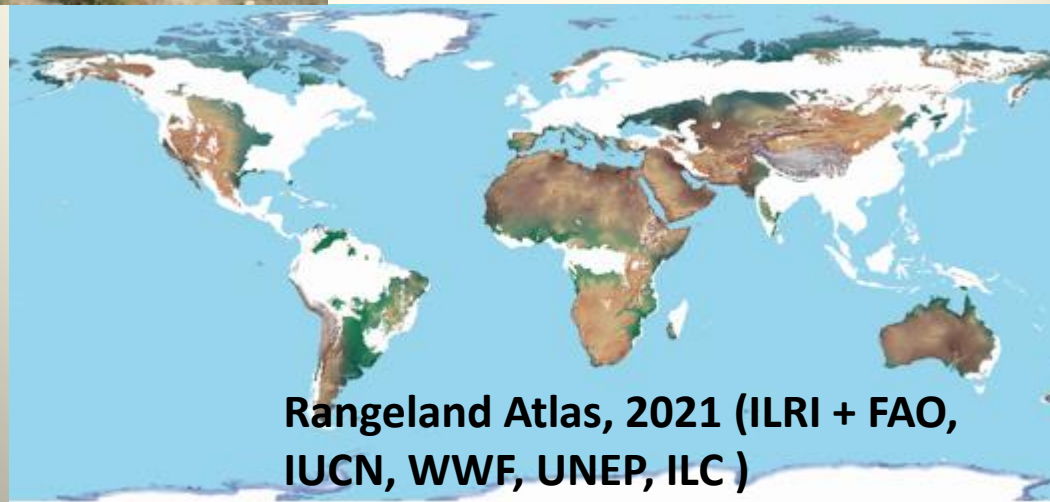 Rangeland Atlas, 2021 (ILRI + FAO,
IUCN, WWF, UNEP, ILC )